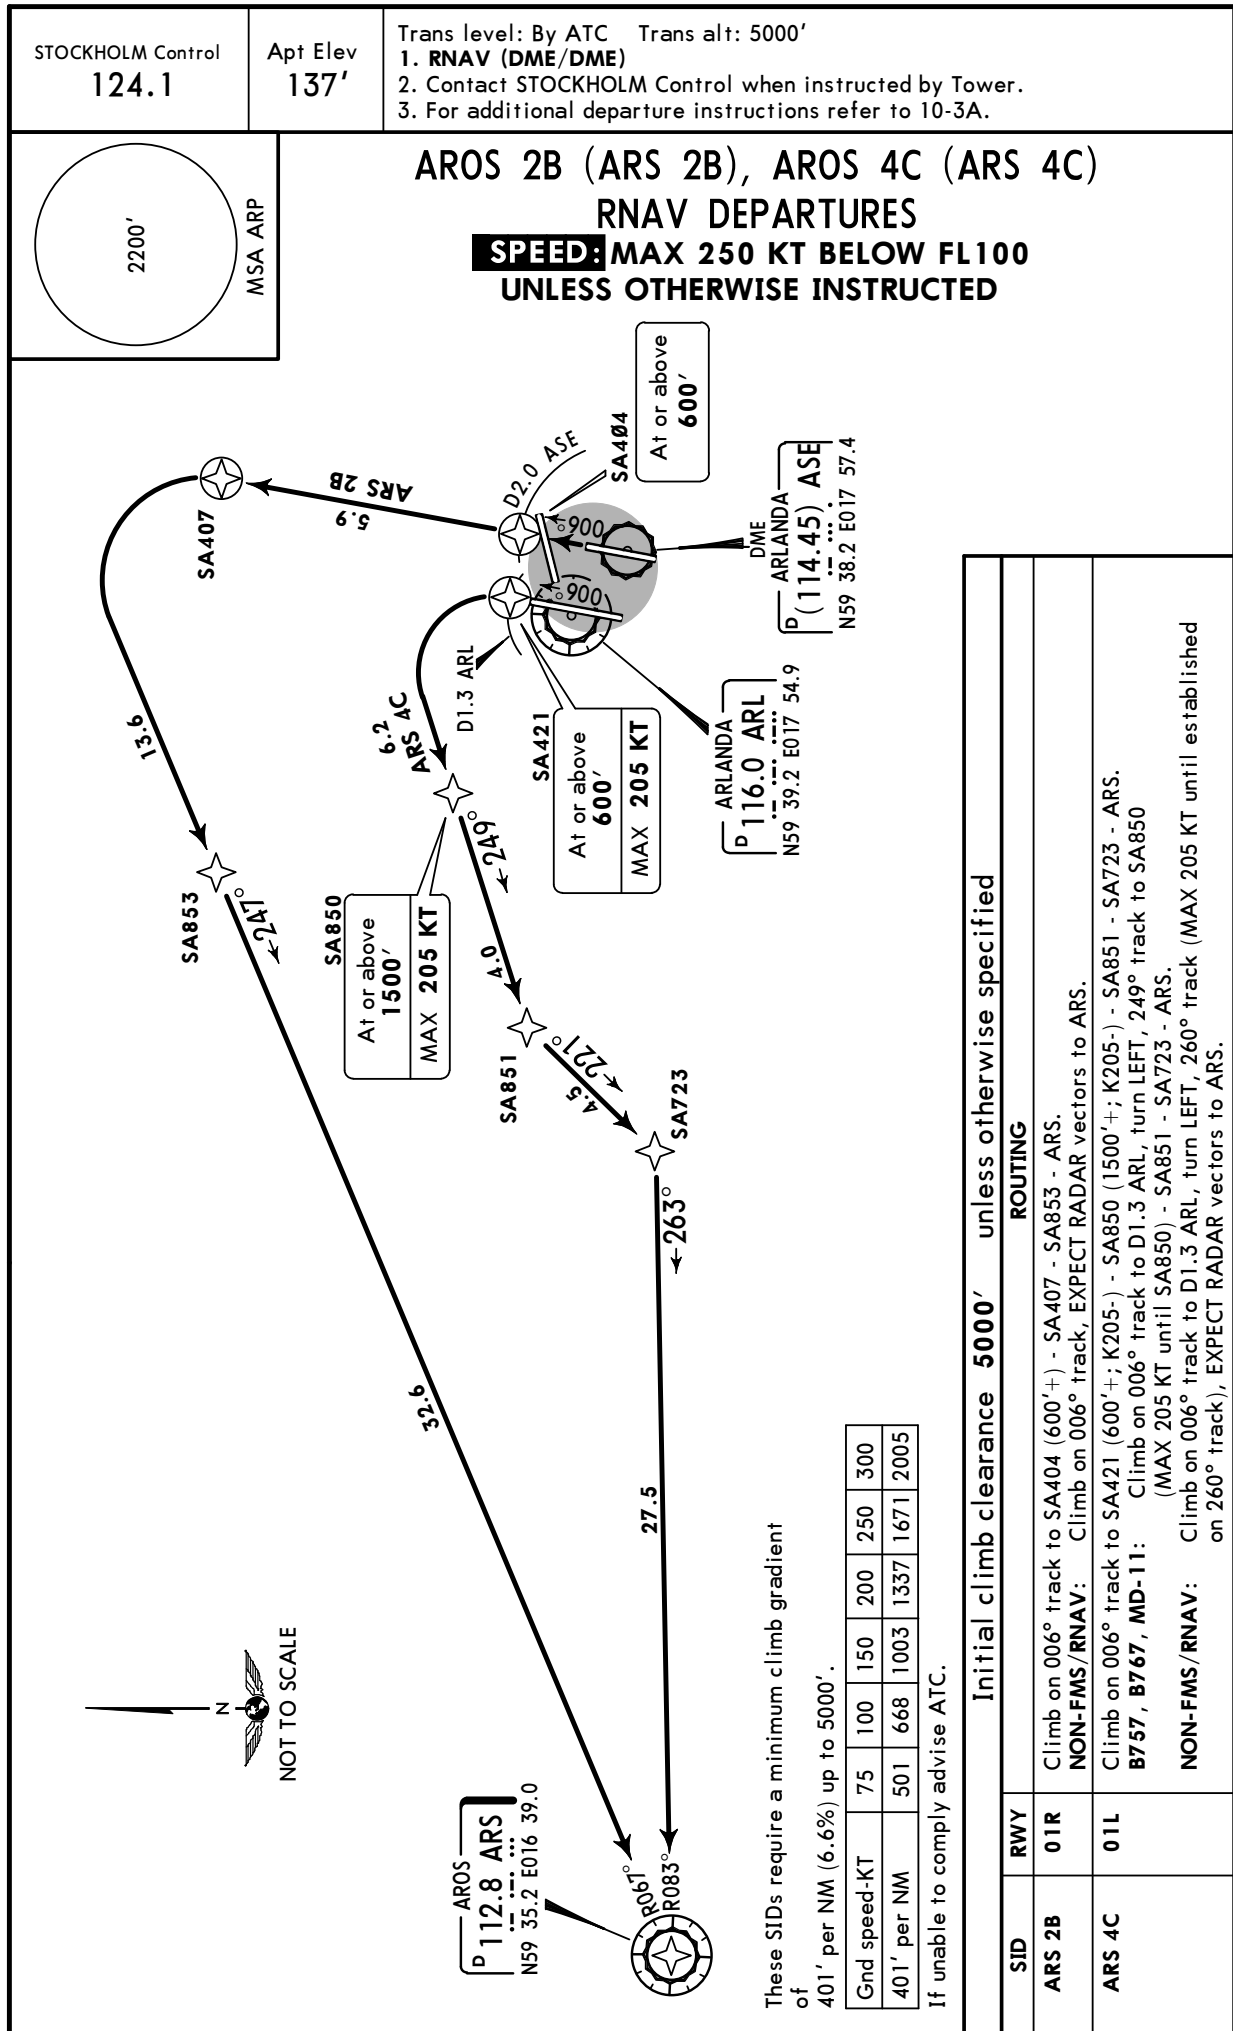 STOCKHOLM Control
124.1
Apt Elev
137'
Trans level: By ATC Trans alt: 5000'
1. RNAV (DME/DME)
2. Contact STOCKHOLM Control when instructed by Tower.
3. For additional departure instructions refer to 10-3A.
2200'
MSA ARP
AROS 2B (ARS 2B), AROS 4C (ARS 4C)
RNAV DEPARTURES
SPEED: MAX 250 KT BELOW FL100
UNLESS OTHERWISE INSTRUCTED
At or above
600'
SA404
D2.0 ASE
ARS 2B
5.9
SA407
13.6
SA853
247°
32.6
006°
006°
DME
ARLANDA
D (114.45) ASE
N59 38.2 E017 57.4
ARLANDA
D 116.0 ARL
N59 39.2 E017 54.9
D1.3 ARL
SA421
At or above
600'
MAX 205 KT
6.2
ARS 4C
SA850
At or above
1500'
MAX 205 KT
249°
4.0
SA851
221°
4.5
SA723
263°
27.5
N
NOT TO SCALE
AROS
D 112.8 ARS
N59 35.2 E016 39.0
R067°
R083°
These SIDs require a minimum climb gradient
of
401' per NM (6.6%) up to 5000'.
Gnd speed-KT 75 100 150 200 250 300
401' per NM 501 668 1003 1337 1671 2005
If unable to comply advise ATC.
Initial climb clearance 5000' unless otherwise specified
SID RWY ROUTING
ARS 2B 01R Climb on 006° track to SA404 (600'+) - SA407 - SA853 - ARS.
NON-FMS/RNAV: Climb on 006° track, EXPECT RADAR vectors to ARS.
ARS 4C 01L Climb on 006° track to SA421 (600'+; K205-) - SA850 (1500'+; K205-) - SA851 - SA723 - ARS.
B757, B767, MD-11: Climb on 006° track to D1.3 ARL, turn LEFT, 249° track to SA850
(MAX 205 KT until SA850) - SA851 - SA723 - ARS.
NON-FMS/RNAV: Climb on 006° track to D1.3 ARL, turn LEFT, 260° track (MAX 205 KT until established
on 260° track), EXPECT RADAR vectors to ARS.